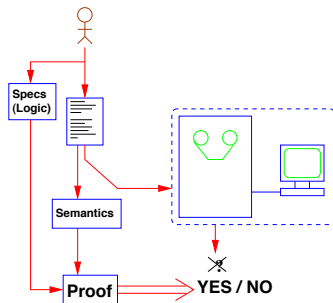 Specs
(Logic)
Semantics
?
Proof
YES / NO